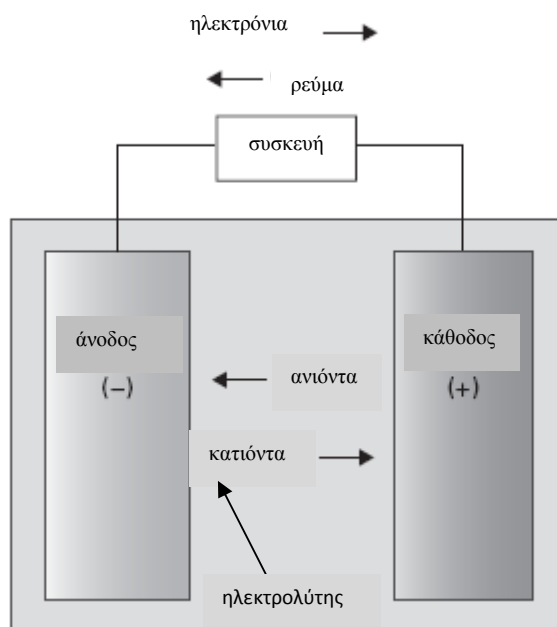 ηλεκτρόνια
ρεύμα
συσκευή
άνοδος
(−)
κάθοδος
(+)
ανιόντα
κατιόντα
ηλεκτρολύτης